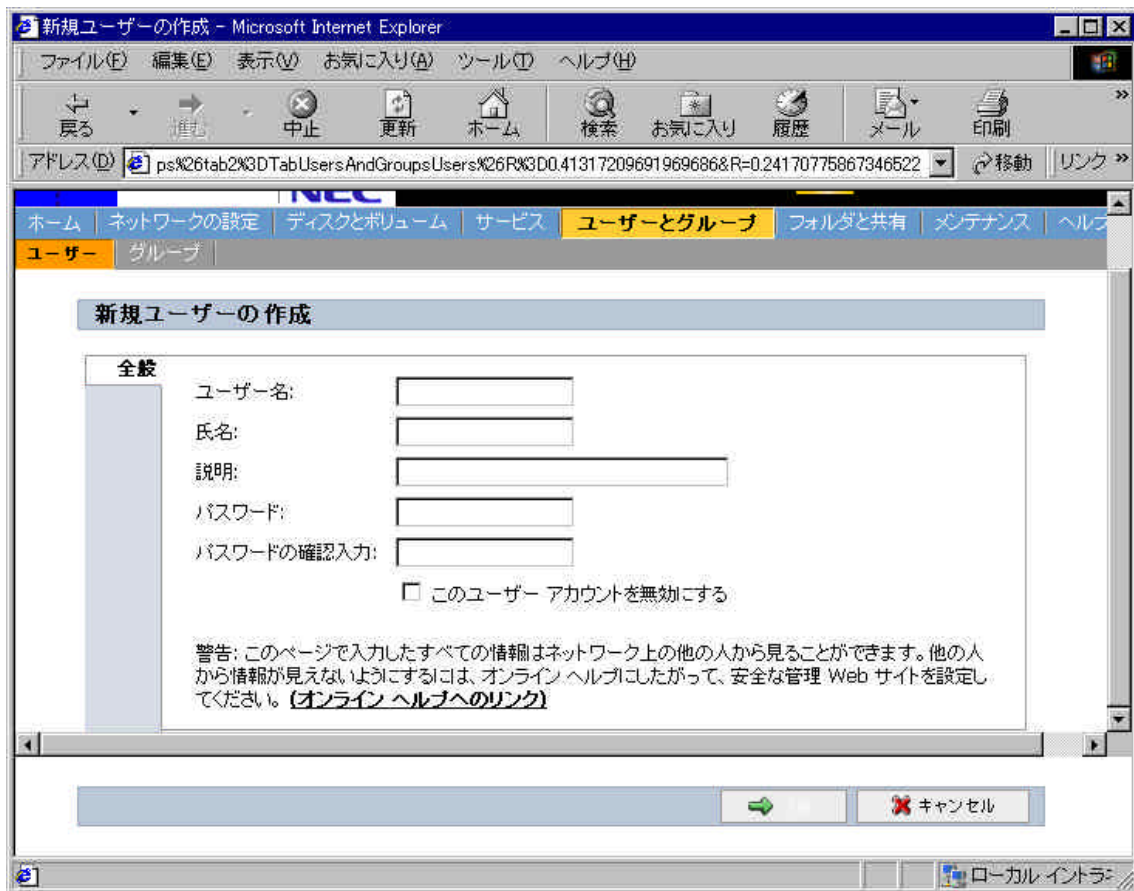 新規ユーザーの作成 - Microsoft Internet Explorer
ファイル(F) 編集(E) 表示(V) お気に入り(A) ツール(T) ヘルプ(H)
戻る 進む 中止 更新 ホーム 検索 お気に入り 履歴 メール 印刷 »
アドレス(D) ps%26tab2%3DTabUsersAndGroupsUsers%26R%3D0.41317209691969686&R=0.24170775867346522 移動 リンク »
NEC
ホーム ネットワークの設定 ディスクとボリューム サービス ユーザーとグループ フォルダと共有 メンテナンス ヘルプ
ユーザー グループ
新規ユーザーの作成
全般
ユーザー名:
氏名:
説明:
パスワード:
パスワードの確認入力:
このユーザー アカウントを無効にする
警告: このページで入力したすべての情報はネットワーク上の他の人から見ることができます。他の人
から情報が見えないようにするには、オンライン ヘルプにしたがって、安全な管理 Web サイトを設定し
てください。 (オンライン ヘルプへのリンク)
キャンセル
ローカル イントラネ